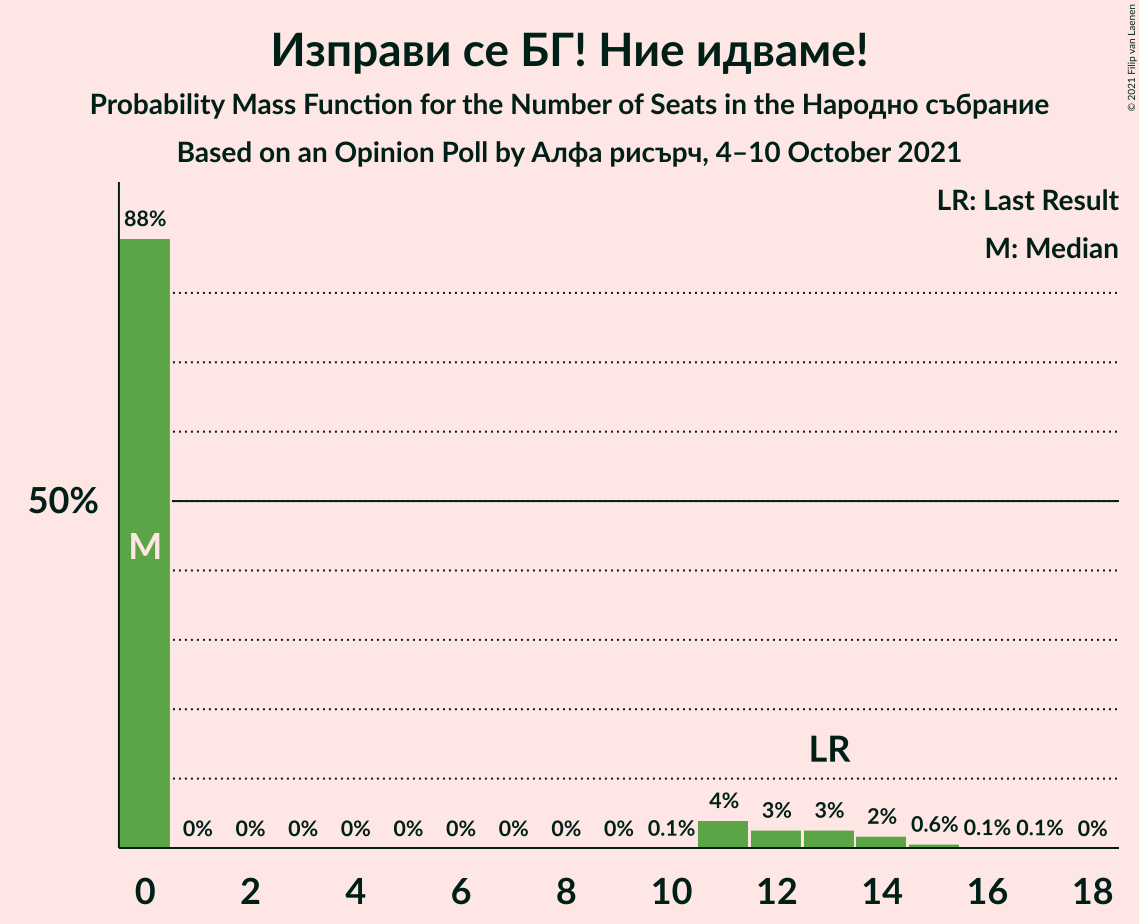 © 2021 Filip van Laenen
Изправи се БГ! Ние идваме!
Probability Mass Function for the Number of Seats in the Народно събрание
Based on an Opinion Poll by Алфа рисърч, 4–10 October 2021
LR: Last Result
M: Median
88%
50%
M
LR
0% 0% 0% 0% 0% 0% 0% 0% 0% 0.1% 4% 3% 3% 2% 0.6% 0.1% 0.1% 0%
0 2 4 6 8 10 12 14 16 18